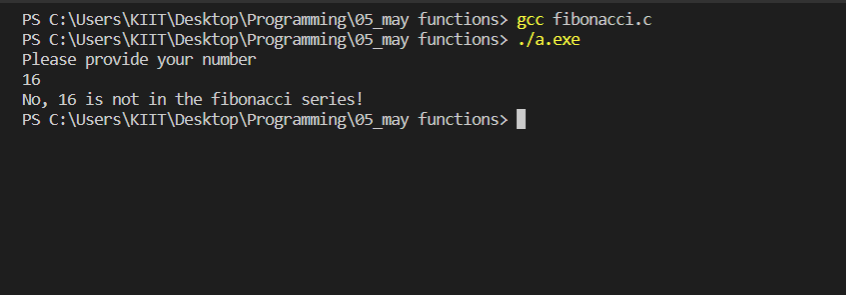 PS C:\Users\KIIT\Desktop\Programming\05_may functions> gcc fibonacci.c
PS C:\Users\KIIT\Desktop\Programming\05_may functions> ./a.exe
Please provide your number
16
No, 16 is not in the fibonacci series!
PS C:\Users\KIIT\Desktop\Programming\05_may functions>